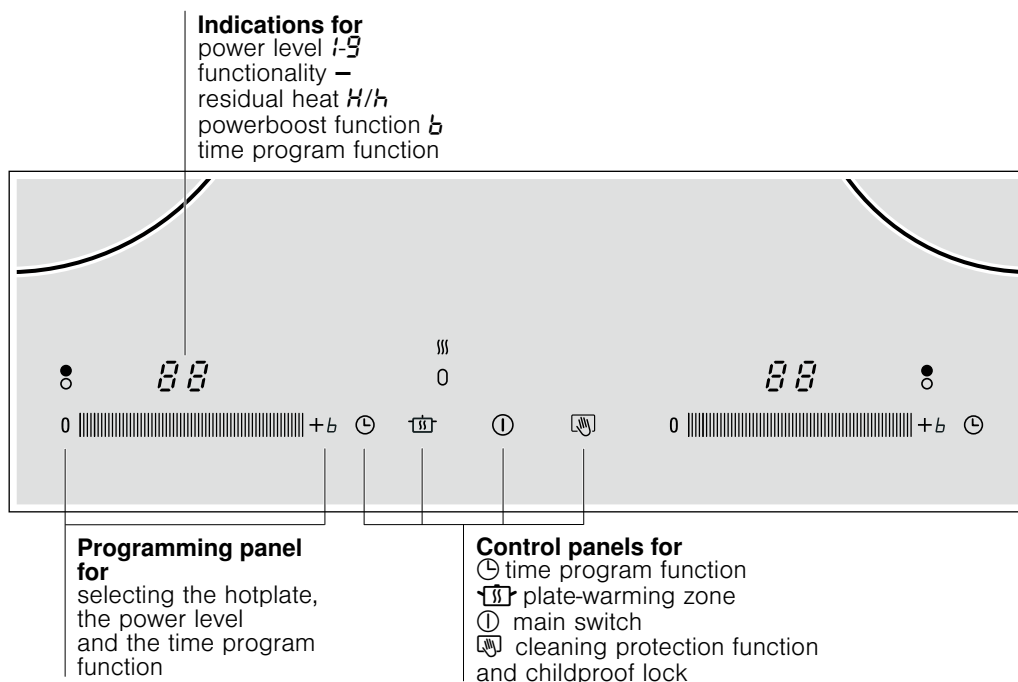 Indications for
power level 1-9
functionality –
residual heat H/h
powerboost function b
time program function
88
0
88
0 + b
0 + b
Programming panel
for
selecting the hotplate,
the power level
and the time program
function
Control panels for
time program function
plate-warming zone
main switch
cleaning protection function
and childproof lock